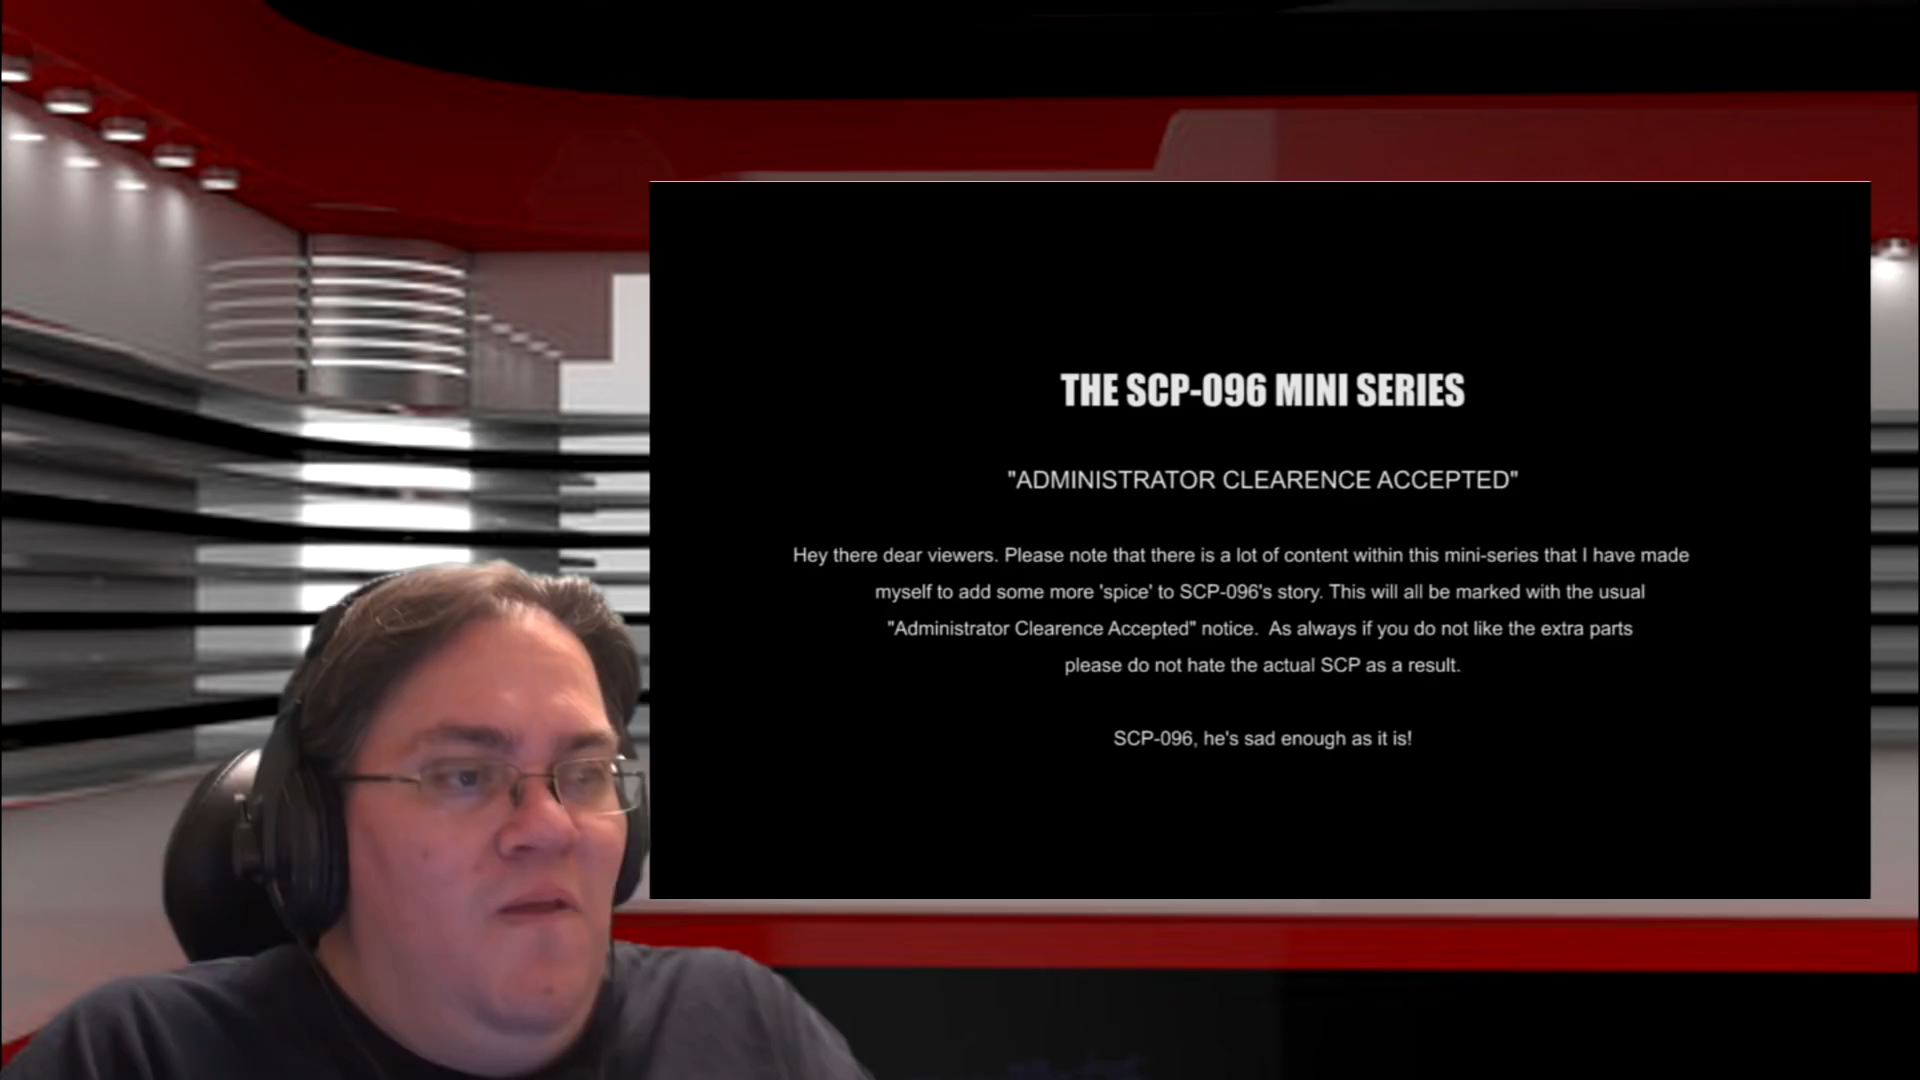 THE SCP-096 MINI SERIES
"ADMINISTRATOR CLEARENCE ACCEPTED"
Hey there dear viewers. Please note that there is a lot of content within this mini-series that I have made
myself to add some more 'spice' to SCP-096's story. This will all be marked with the usual
"Administrator Clearence Accepted" notice.  As always if you do not like the extra parts
please do not hate the actual SCP as a result.
SCP-096, he's sad enough as it is!